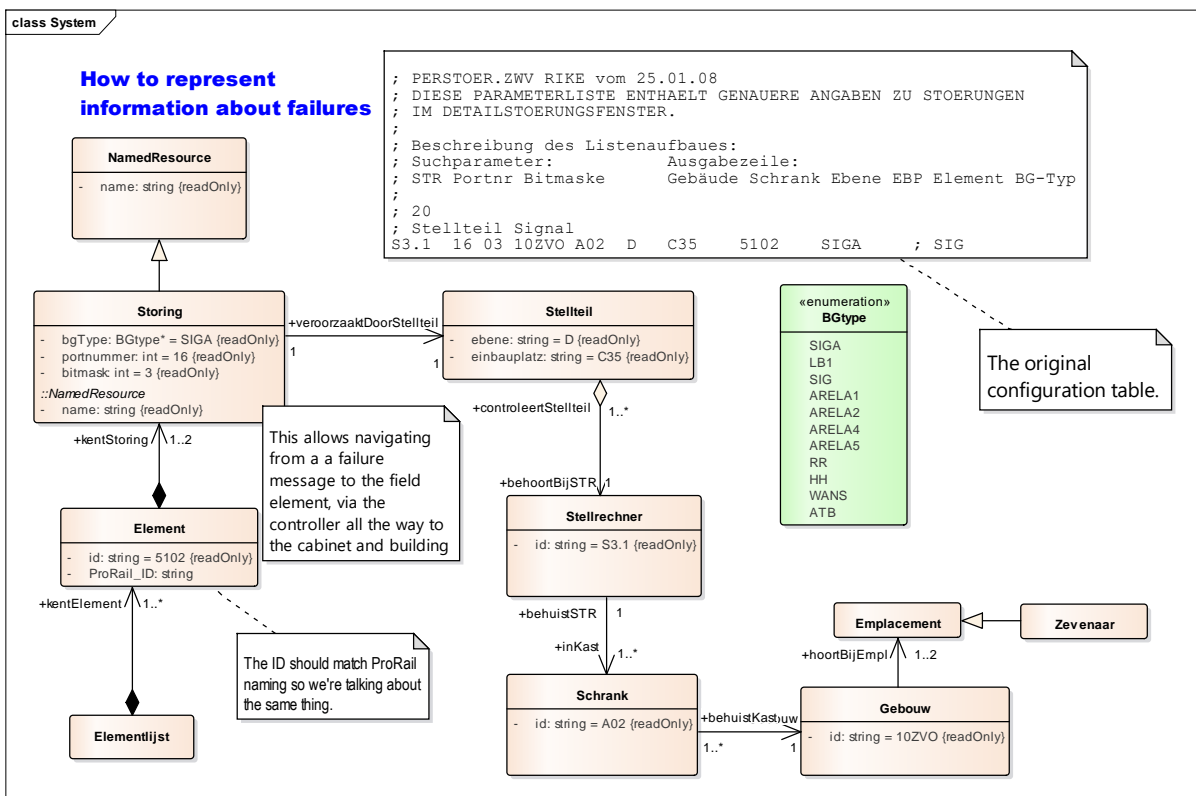 class System
How to represent
information about failures
; PERSTOER.ZWV RIKE vom 25.01.08
; DIESE PARAMETERLISTE ENTHAELT GENAUERE ANGABEN ZU STOERUNGEN
; IM DETAILSTOERUNGSFENSTER.
;
; Beschreibung des Listenaufbaues:
; Suchparameter: Ausgabezeile:
; STR Portnr Bitmaske Gebäude Schrank Ebene EBP Element BG-Typ
;
; 20
; Stellteil Signal
S3.1 16 03 10ZVO A02 D C35 5102 SIGA ; SIG
The original
configuration table.
NamedResource
- name: string {readOnly}
Storing
- bgType: BGtype* = SIGA {readOnly}
- portnummer: int = 16 {readOnly}
- bitmask: int = 3 {readOnly}
::NamedResource
- name: string {readOnly}
+veroorzaaktDoorStellteil
1
1
Stellteil
- ebene: string = D {readOnly}
- einbauplatz: string = C35 {readOnly}
«enumeration»
BGtype
SIGA
LB1
SIG
ARELA1
ARELA2
ARELA4
ARELA5
RR
HH
WANS
ATB
+kentStoring 1..2
This allows navigating
from a a failure
message to the field
element, via the
controller all the way to
the cabinet and building
+controleertStellteil 1..*
+behoortBijSTR 1
Element
- id: string = 5102 {readOnly}
- ProRail_ID: string
Stellrechner
- id: string = S3.1 {readOnly}
+kentElement 1..*
The ID should match ProRail
naming so we're talking about
the same thing.
Elementlijst
+behuistSTR 1
+inKast 1..*
Schrank
- id: string = A02 {readOnly}
+behuistKast
1..* 1
Gebouw
- id: string = 10ZVO {readOnly}
+hoortBijEmpl 1..2
Emplacement
Zevenaar